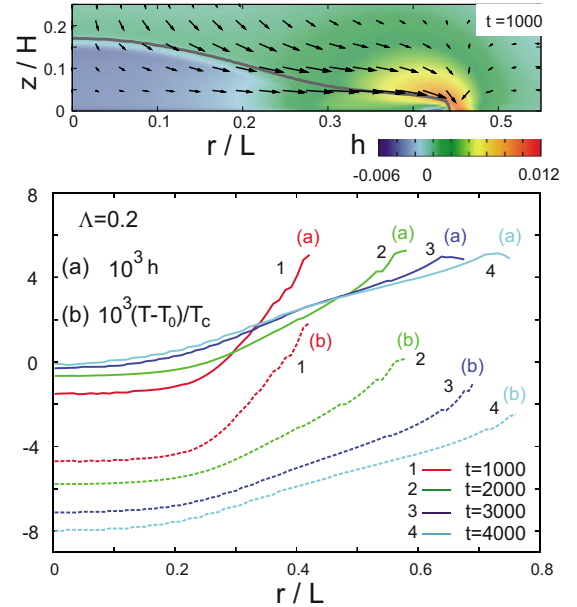 t =1000
z / H
0.2
0.1
0
0 0.1 0.2 0.3 0.4 0.5
r / L
h
-0.006 0 0.012
8
4
0
-4
-8
Λ=0.2
(a) 10³ h
(b) 10³(T-T₀)/T꜀
1 (a)
2 (a)
3 (a)
4 (a)
1 (b)
2 (b)
3 (b)
4 (b)
1 t=1000
2 t=2000
3 t=3000
4 t=4000
0 0.2 0.4 0.6 0.8
r / L